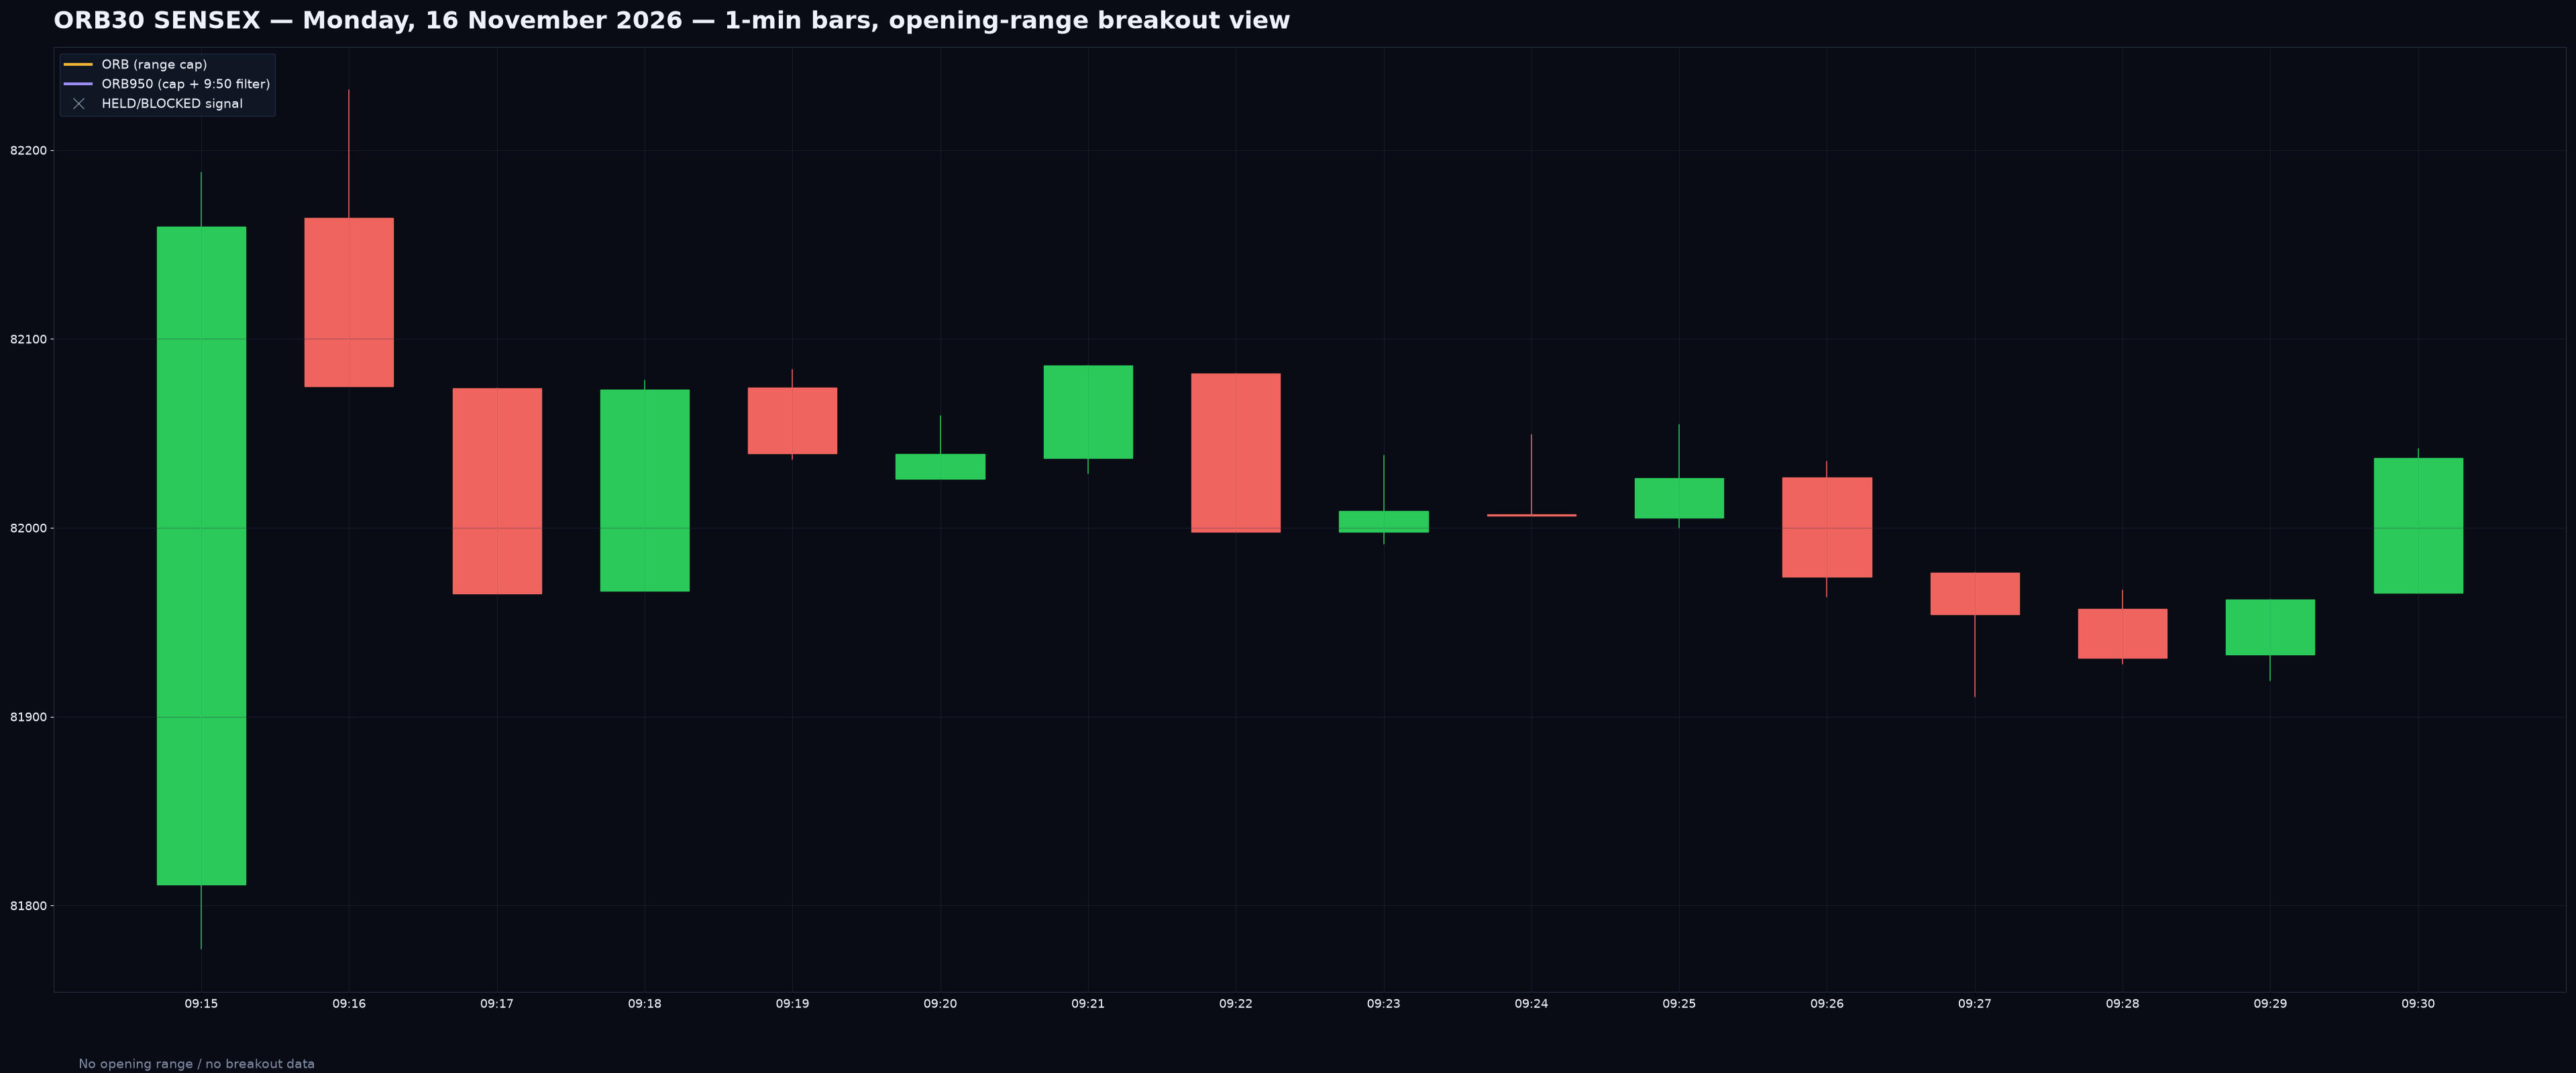 ORB30 SENSEX — Monday, 16 November 2026 — 1-min bars, opening-range breakout view
ORB (range cap)
ORB950 (cap + 9:50 filter)
HELD/BLOCKED signal
82200
82100
82000
81900
81800
09:15 09:16 09:17 09:18 09:19 09:20 09:21 09:22 09:23 09:24 09:25 09:26 09:27 09:28 09:29 09:30
No opening range / no breakout data